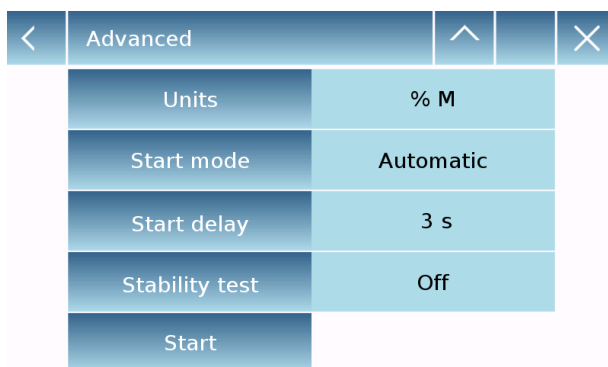 Advanced
Units % M
Start mode Automatic
Start delay 3 s
Stability test Off
Start